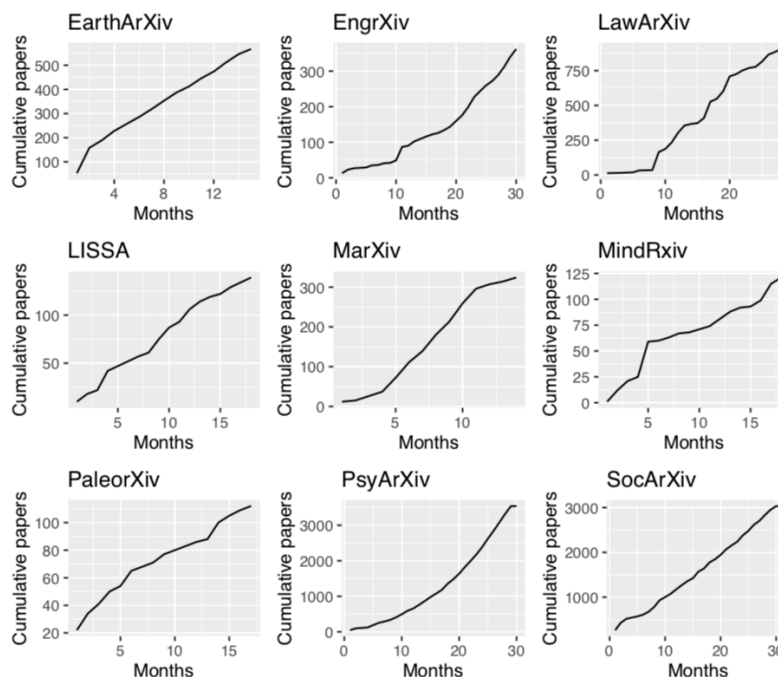 EarthArXiv
Cumulative papers
500
400
300
200
100
4
8
12
Months
EngrXiv
Cumulative papers
300
200
100
0
0
10
20
30
Months
LawArXiv
Cumulative papers
750
500
250
0
0
10
20
Months
LISSA
Cumulative papers
100
50
5
10
15
Months
MarXiv
Cumulative papers
300
200
100
0
5
10
Months
MindRxiv
Cumulative papers
125
100
75
50
25
0
5
10
15
Months
PaleorXiv
Cumulative papers
100
80
60
40
20
5
10
15
Months
PsyArXiv
Cumulative papers
3000
2000
1000
0
0
10
20
30
Months
SocArXiv
Cumulative papers
3000
2000
1000
0
10
20
30
Months